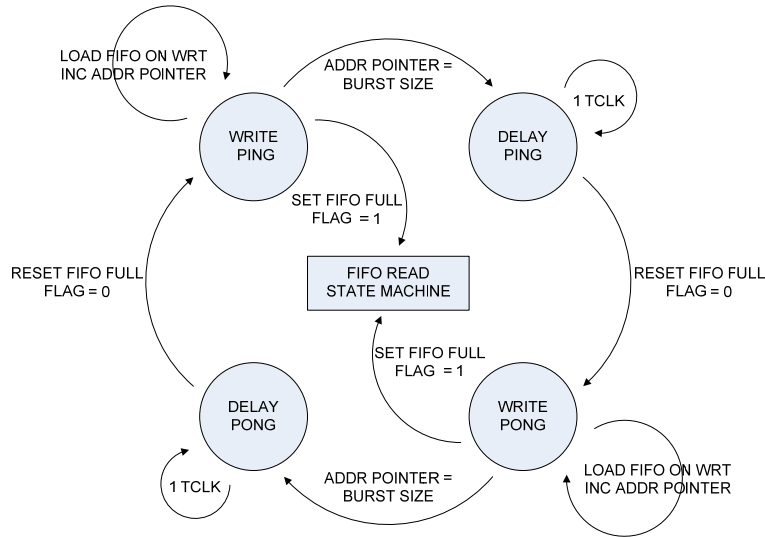 LOAD FIFO ON WRT
INC ADDR POINTER
ADDR POINTER =
BURST SIZE
1 TCLK
WRITE
PING
DELAY
PING
SET FIFO FULL
FLAG = 1
RESET FIFO FULL
FLAG = 0
FIFO READ
STATE MACHINE
RESET FIFO FULL
FLAG = 0
SET FIFO FULL
FLAG = 1
DELAY
PONG
WRITE
PONG
1 TCLK
ADDR POINTER =
BURST SIZE
LOAD FIFO ON WRT
INC ADDR POINTER